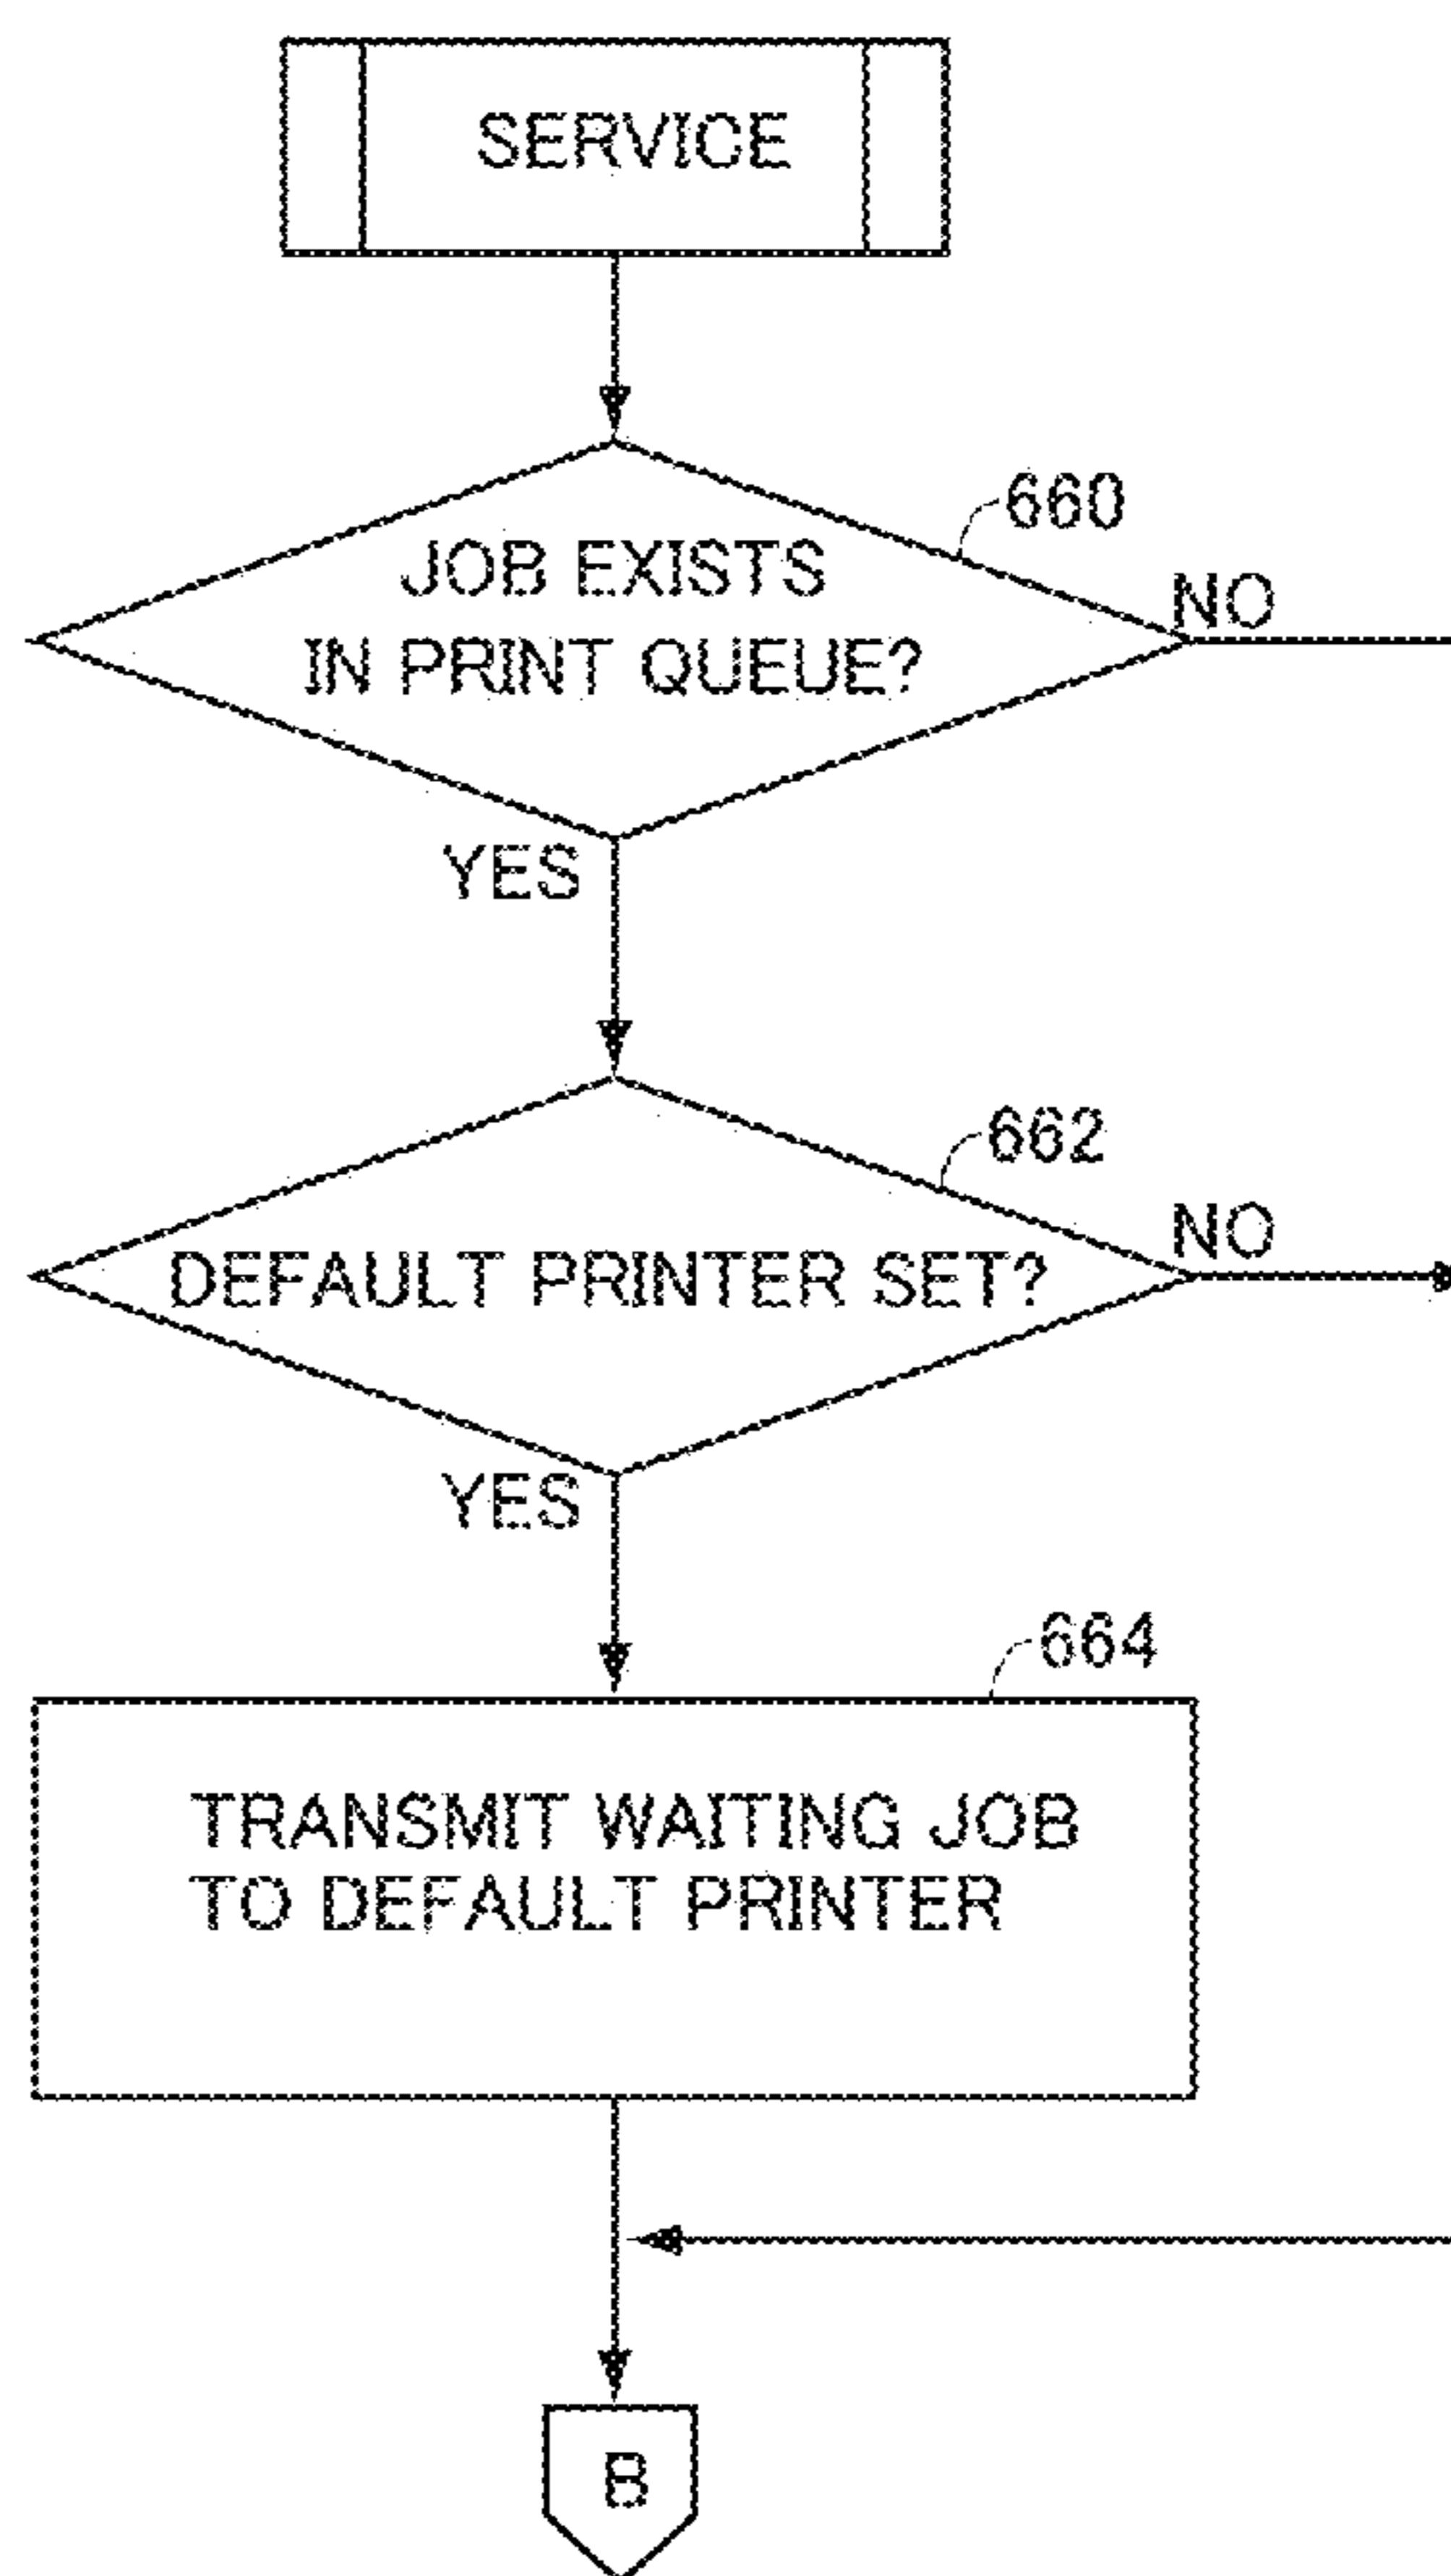 SERVICE
660
JOB EXISTS
IN PRINT QUEUE?
NO
YES
662
DEFAULT PRINTER SET?
NO
YES
664
TRANSMIT WAITING JOB
TO DEFAULT PRINTER
B